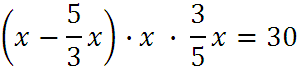 (x − 5/3 x) · x · 3/5 x = 30